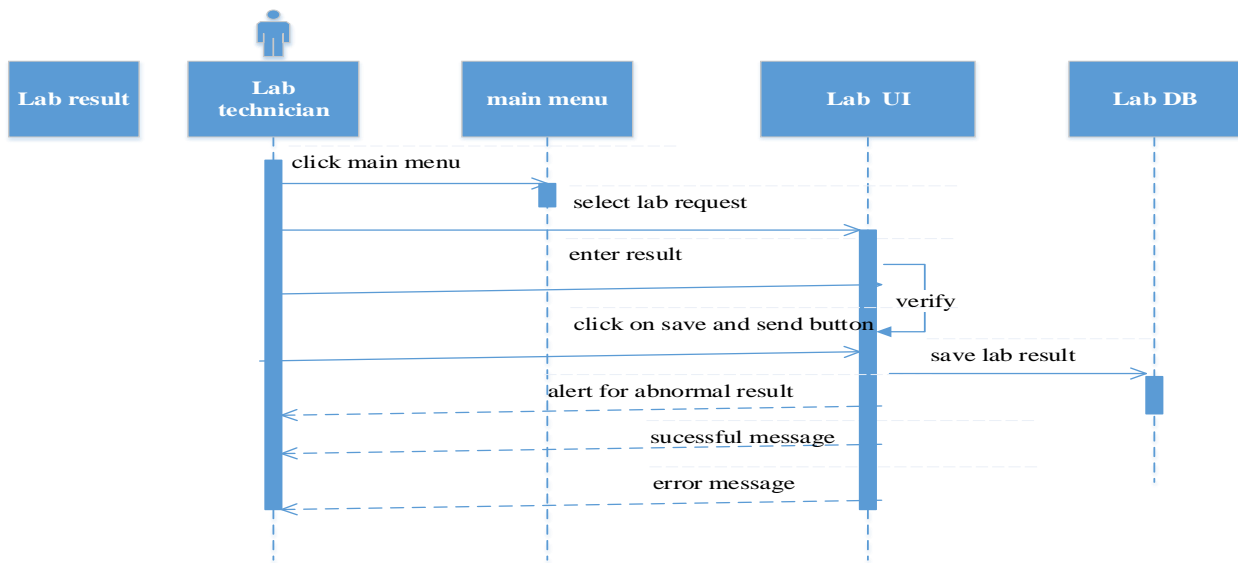 Lab result
Lab
technician
main menu
Lab UI
Lab DB
click main menu
select lab request
enter result
verify
click on save and send button
save lab result
alert for abnormal result
sucessful message
error message